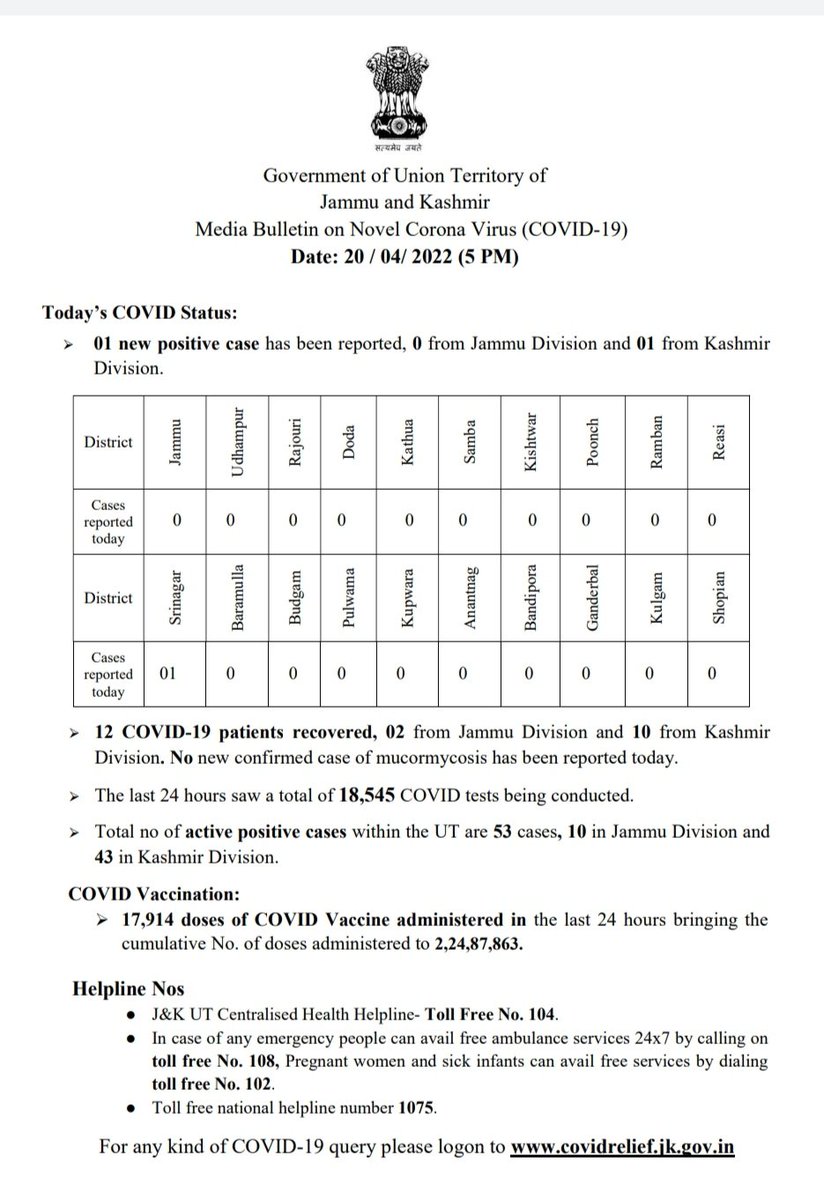 सत्यमेव जयते
Government of Union Territory of
Jammu and Kashmir
Media Bulletin on Novel Corona Virus (COVID-19)
Date: 20 / 04/ 2022 (5 PM)
Today’s COVID Status:
➢ 01 new positive case has been reported, 0 from Jammu Division and 01 from Kashmir
Division.
District Jammu Udhampur Rajouri Doda Kathua Samba Kishtwar Poonch Ramban Reasi
Cases
reported
today
0 0 0 0 0 0 0 0 0 0
District Srinagar Baramulla Budgam Pulwama Kupwara Anantnag Bandipora Ganderbal Kulgam Shopian
Cases
reported
today
01 0 0 0 0 0 0 0 0 0
➢ 12 COVID-19 patients recovered, 02 from Jammu Division and 10 from Kashmir
Division. No new confirmed case of mucormycosis has been reported today.
➢ The last 24 hours saw a total of 18,545 COVID tests being conducted.
➢ Total no of active positive cases within the UT are 53 cases, 10 in Jammu Division and
43 in Kashmir Division.
COVID Vaccination:
➢ 17,914 doses of COVID Vaccine administered in the last 24 hours bringing the
cumulative No. of doses administered to 2,24,87,863.
Helpline Nos
● J&K UT Centralised Health Helpline- Toll Free No. 104.
● In case of any emergency people can avail free ambulance services 24x7 by calling on
toll free No. 108, Pregnant women and sick infants can avail free services by dialing
toll free No. 102.
● Toll free national helpline number 1075.
For any kind of COVID-19 query please logon to www.covidrelief.jk.gov.in